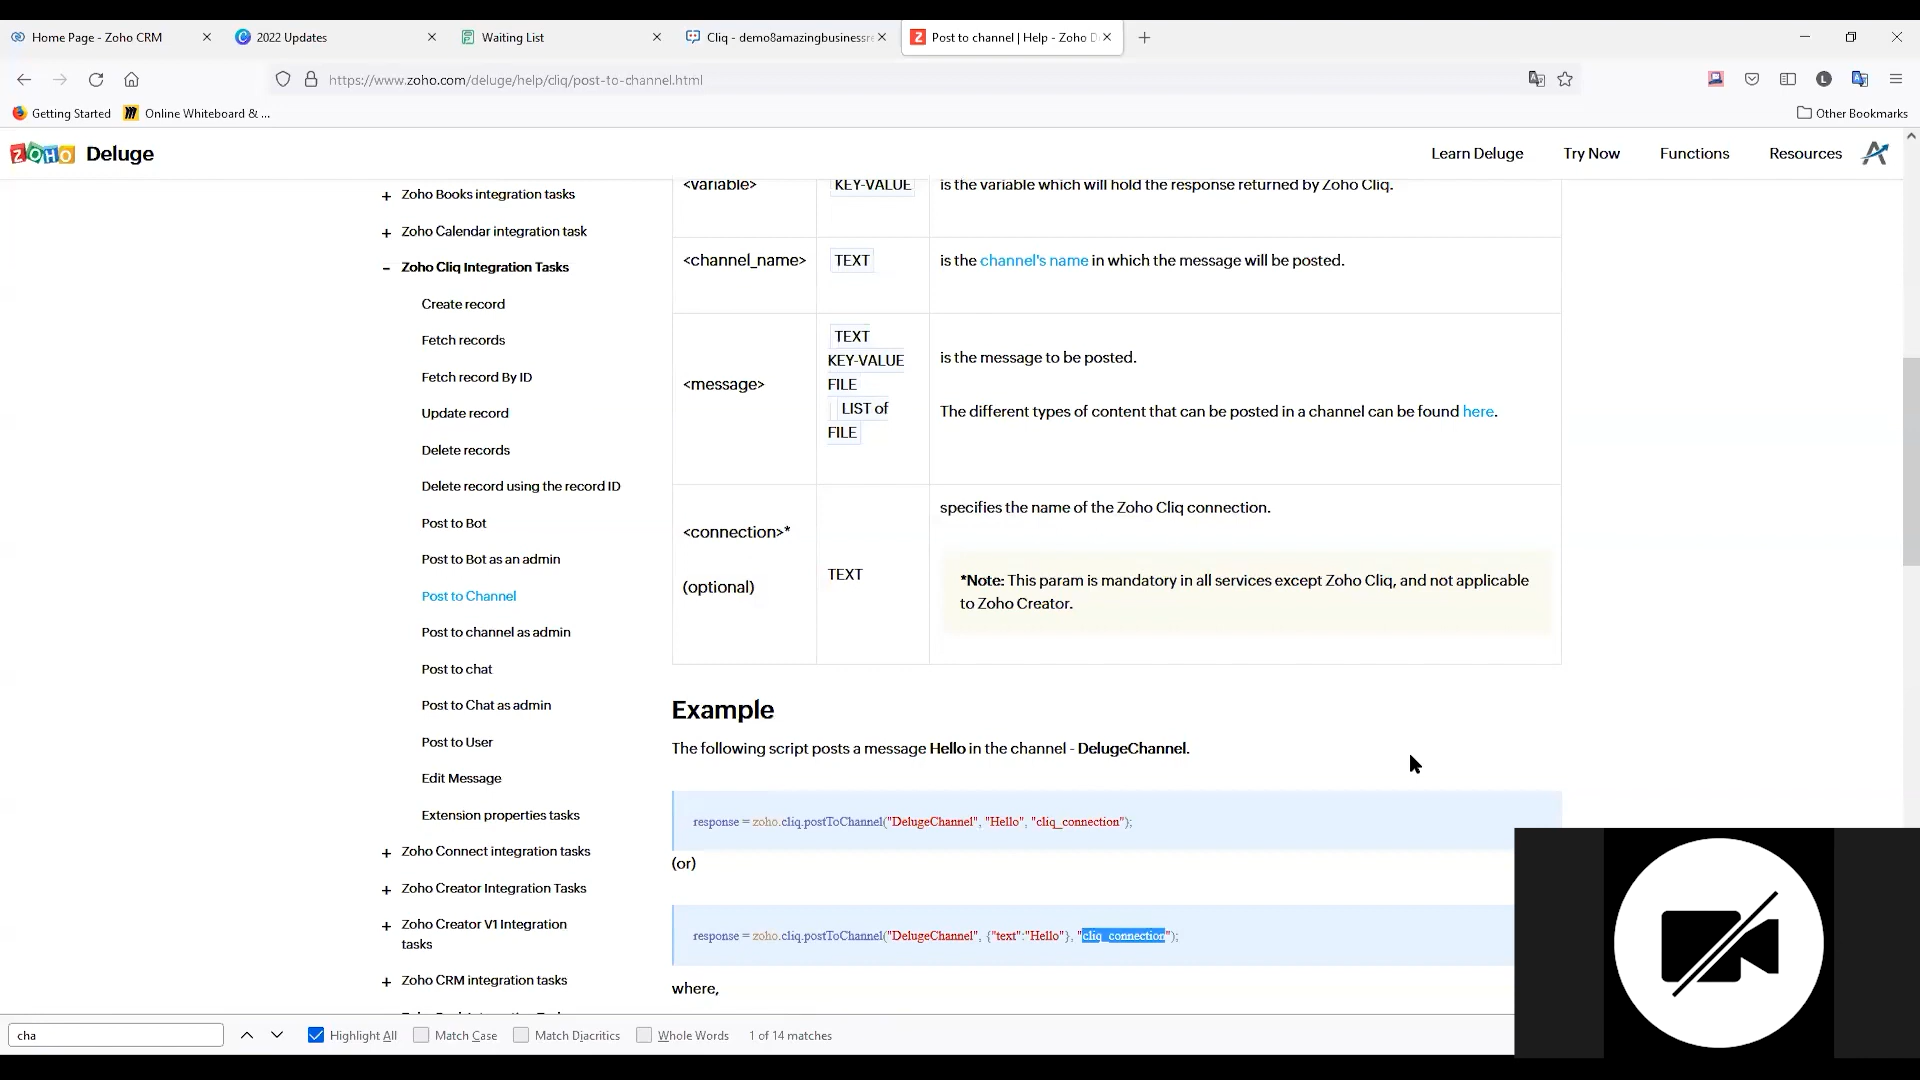 Home Page - Zoho CRM
2022 Updates
Waiting List
Cliq - demo8amazingbusinessre
Post to channel | Help - Zoho D
https://www.zoho.com/deluge/help/cliq/post-to-channel.html
L
Getting Started
Online Whiteboard & ...
Other Bookmarks
ZOHO Deluge
Learn Deluge
Try Now
Functions
Resources
+ Zoho Books integration tasks
+ Zoho Calendar integration task
– Zoho Cliq Integration Tasks
Create record
Fetch records
Fetch record By ID
Update record
Delete records
Delete record using the record ID
Post to Bot
Post to Bot as an admin
Post to Channel
Post to channel as admin
Post to chat
Post to Chat as admin
Post to User
Edit Message
Extension properties tasks
+ Zoho Connect integration tasks
+ Zoho Creator Integration Tasks
+ Zoho Creator V1 Integration
tasks
+ Zoho CRM integration tasks
<variable>
KEY-VALUE
is the variable which will hold the response returned by Zoho Cliq.
<channel_name>
TEXT
is the channel's name in which the message will be posted.
<message>
TEXT
KEY-VALUE
FILE
LIST of
FILE
is the message to be posted.
The different types of content that can be posted in a channel can be found here.
<connection>*
(optional)
TEXT
specifies the name of the Zoho Cliq connection.
*Note: This param is mandatory in all services except Zoho Cliq, and not applicable
to Zoho Creator.
Example
The following script posts a message Hello in the channel - DelugeChannel.
response = zoho.cliq.postToChannel("DelugeChannel", "Hello", "cliq_connection");
(or)
response = zoho.cliq.postToChannel("DelugeChannel", {"text":"Hello"}, "cliq_connection");
where,
cha
Highlight All
Match Case
Match Diacritics
Whole Words
1 of 14 matches